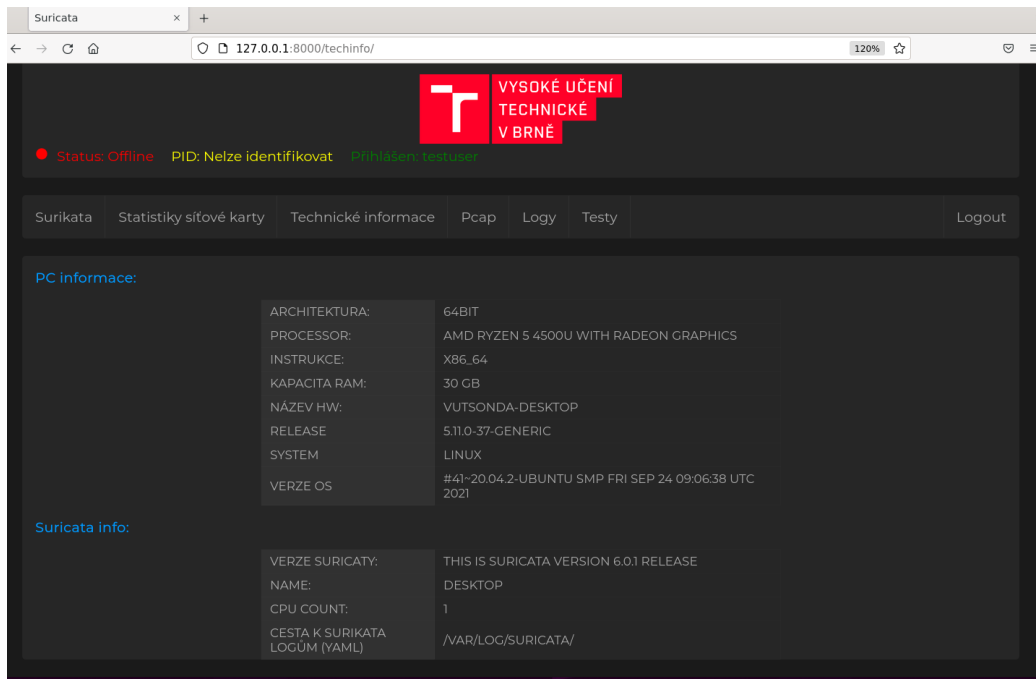 Suricata
127.0.0.1:8000/techinfo/
120%
VYSOKÉ UČENÍ
TECHNICKÉ
V BRNĚ
Status: Offline PID: Nelze identifikovat Přihlášen: testuser
Surikata Statistiky síťové karty Technické informace Pcap Logy Testy Logout
PC informace:
ARCHITEKTURA: 64BIT
PROCESSOR: AMD RYZEN 5 4500U WITH RADEON GRAPHICS
INSTRUKCE: X86_64
KAPACITA RAM: 30 GB
NÁZEV HW: VUTSONDA-DESKTOP
RELEASE 5.11.0-37-GENERIC
SYSTEM LINUX
VERZE OS #41~20.04.2-UBUNTU SMP FRI SEP 24 09:06:38 UTC
2021
Suricata info:
VERZE SURICATY: THIS IS SURICATA VERSION 6.0.1 RELEASE
NAME: DESKTOP
CPU COUNT: 1
CESTA K SURIKATA
LOGŮM (YAML) /VAR/LOG/SURICATA/